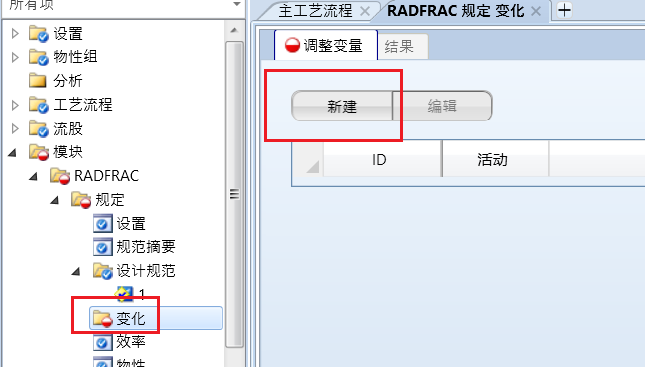 所有项
设置
物性组
分析
工艺流程
流股
模块
RADFRAC
规定
设置
规范摘要
设计规范
1
变化
效率
物性
主工艺流程
RADFRAC 规定 变化
调整变量
结果
新建
编辑
ID
活动